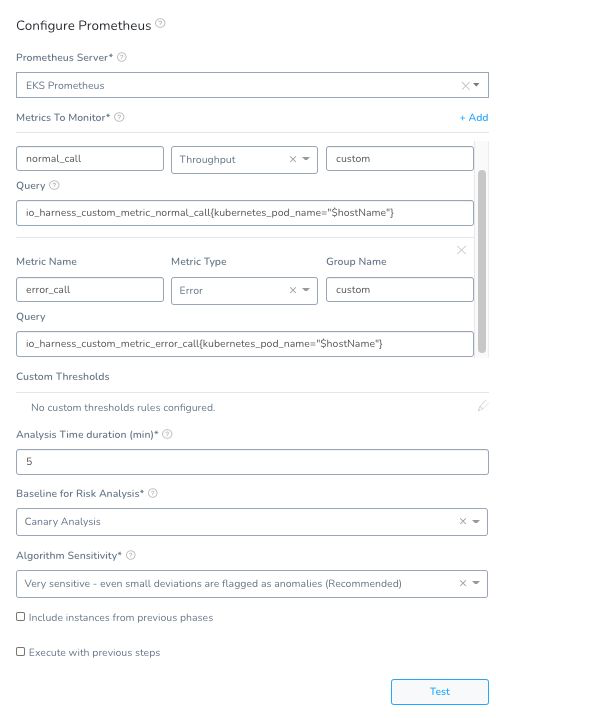 Configure Prometheus ?
Prometheus Server* ?
EKS Prometheus
Metrics To Monitor* ? + Add
normal_call Throughput custom
Query ?
io_harness_custom_metric_normal_call{kubernetes_pod_name="$hostName"}
Metric Name Metric Type Group Name
error_call Error custom
Query
io_harness_custom_metric_error_call{kubernetes_pod_name="$hostName"}
Custom Thresholds
No custom thresholds rules configured.
Analysis Time duration (min)* ?
5
Baseline for Risk Analysis* ?
Canary Analysis
Algorithm Sensitivity* ?
Very sensitive - even small deviations are flagged as anomalies (Recommended)
Include instances from previous phases
Execute with previous steps
Test